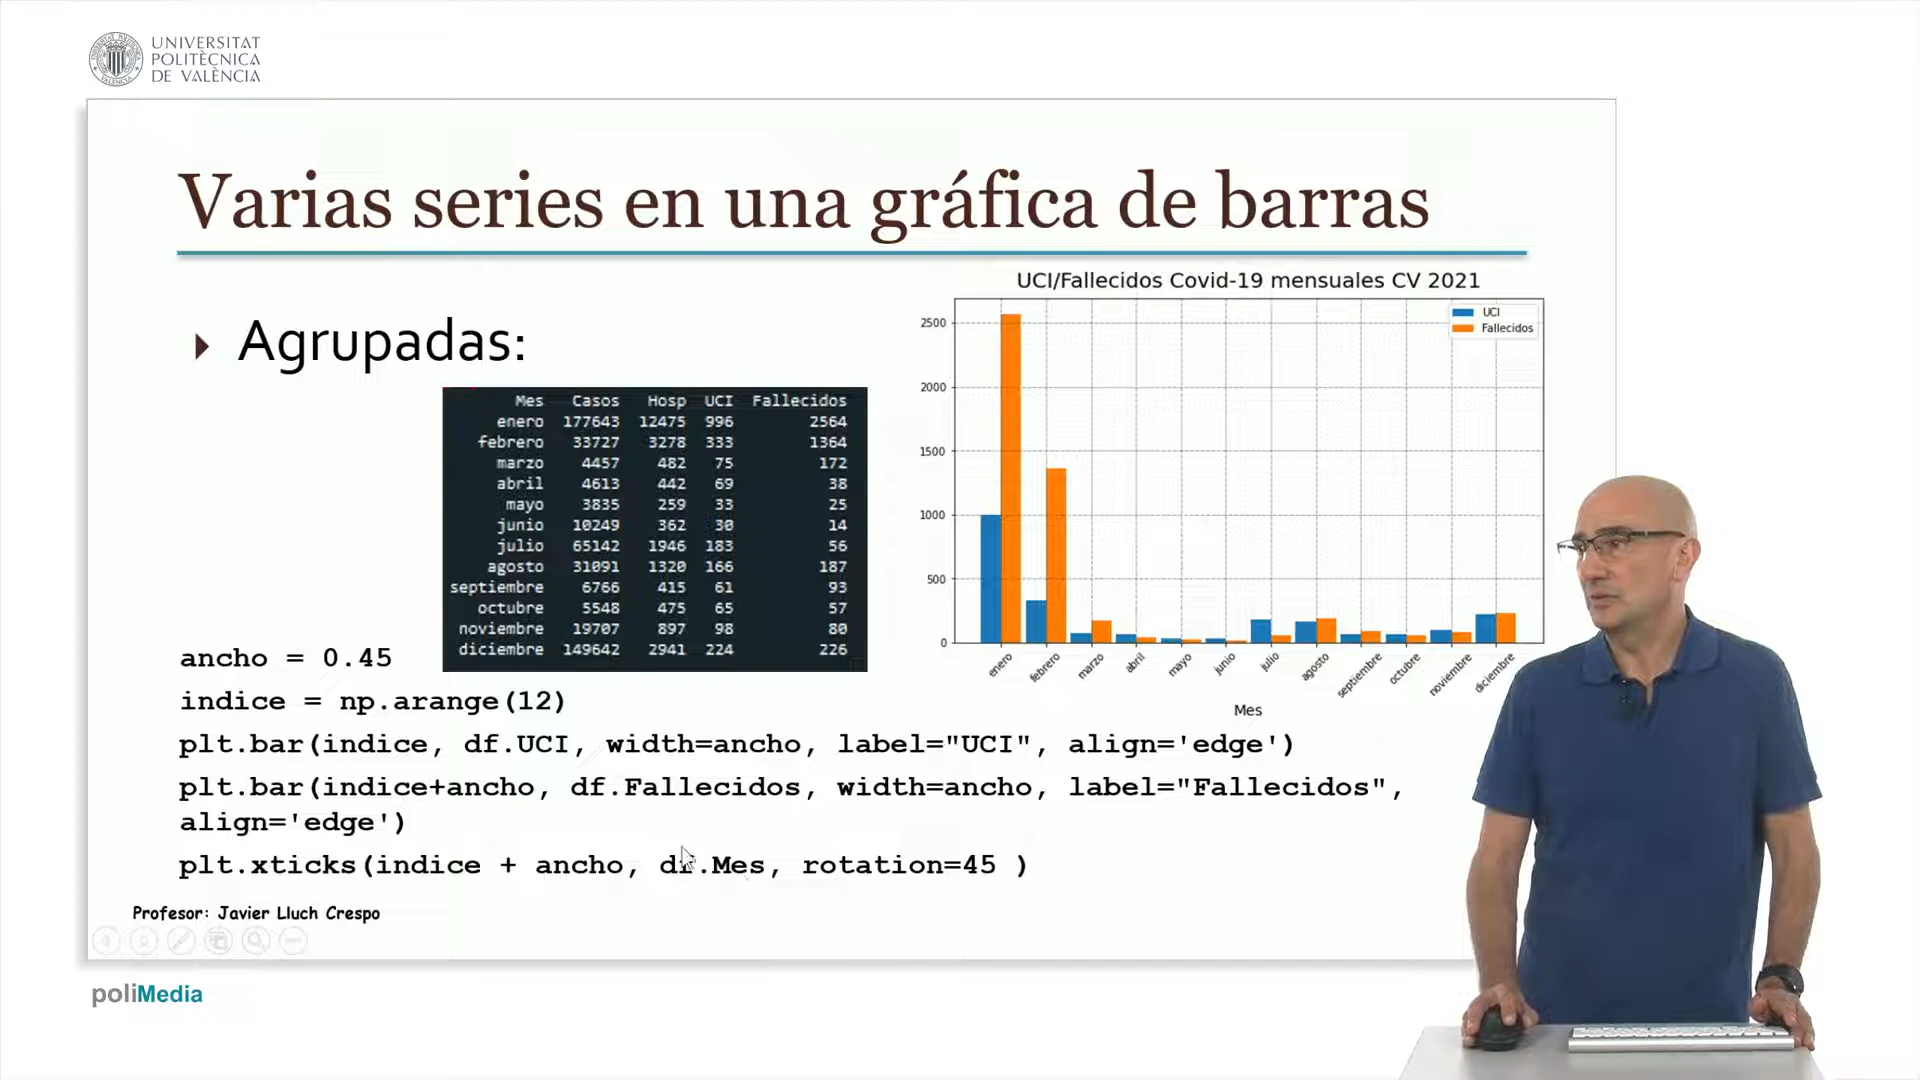 UNIVERSITAT
POLITÈCNICA
DE VALÈNCIA
Varias series en una gráfica de barras
Agrupadas:
Mes Casos Hosp UCI Fallecidos
enero 177643 12475 996 2564
febrero 33727 3278 333 1364
marzo 4457 482 75 172
abril 4613 442 69 38
mayo 3835 259 33 25
junio 10249 362 30 14
julio 65142 1946 183 56
agosto 31091 1320 166 187
septiembre 6766 415 61 93
octubre 5548 475 65 57
noviembre 19707 897 98 80
diciembre 149642 2941 224 226
UCI/Fallecidos Covid-19 mensuales CV 2021
UCI
Fallecidos
2500
2000
1500
1000
500
0
enero febrero marzo abril mayo junio julio agosto septiembre octubre noviembre diciembre
Mes
ancho = 0.45
indice = np.arange(12)
plt.bar(indice, df.UCI, width=ancho, label="UCI", align='edge')
plt.bar(indice+ancho, df.Fallecidos, width=ancho, label="Fallecidos",
align='edge')
plt.xticks(indice + ancho, df.Mes, rotation=45 )
Profesor: Javier Lluch Crespo
poliMedia